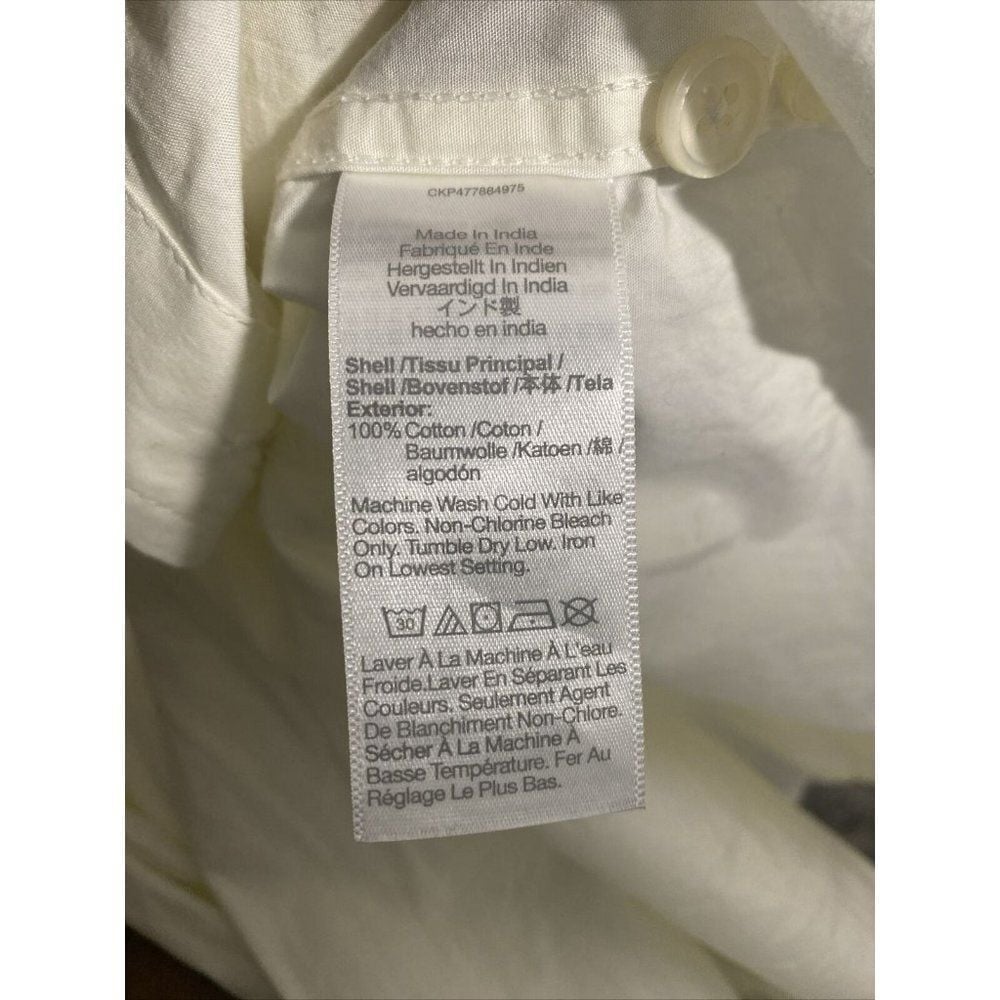 CKP477884975
Made In India
Fabriqué En Inde
Hergestellt In Indien
Vervaardigd In India
インド製
hecho en india
Shell /Tissu Principal /
Shell /Bovenstof /本体 /Tela
Exterior:
100% Cotton /Coton /
Baumwolle /Katoen /綿 /
algodón
Machine Wash Cold With Like
Colors. Non-Chlorine Bleach
Only. Tumble Dry Low. Iron
On Lowest Setting.
30
Laver À La Machine À L'eau
Froide.Laver En Séparant Les
Couleurs. Seulement Agent
De Blanchiment Non-Chlore.
Sécher À La Machine À
Basse Température. Fer Au
Réglage Le Plus Bas.